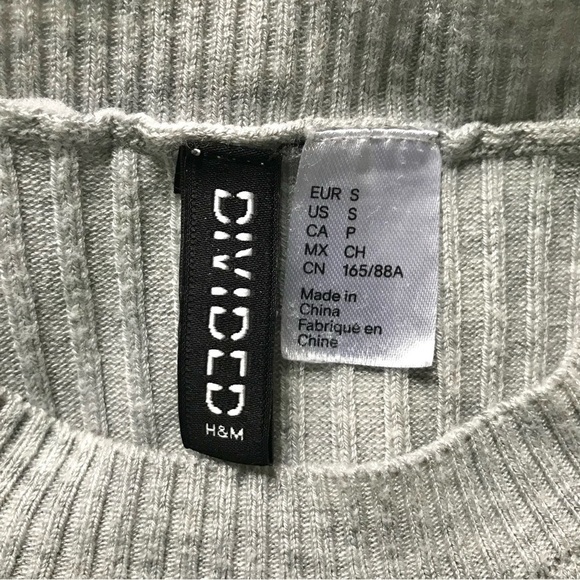 DIVIDED
H&M
EUR S
US S
CA P
MX CH
CN 165/88A
Made in
China
Fabriqué en
Chine